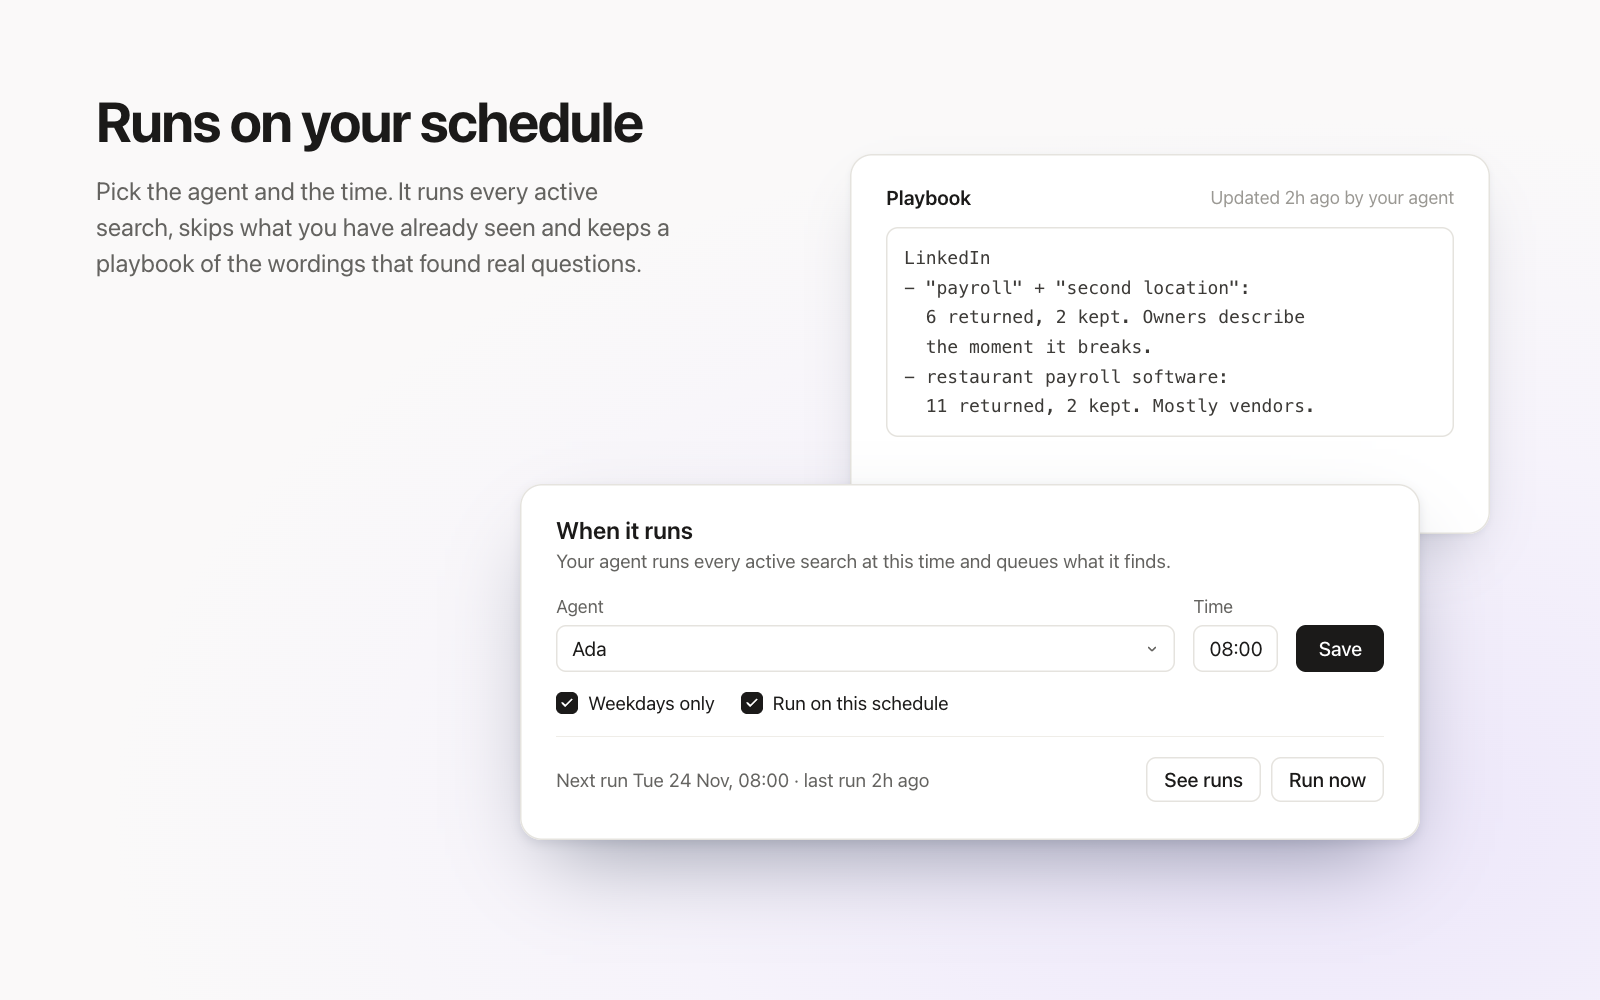 Runs on your schedule
Pick the agent and the time. It runs every active
search, skips what you have already seen and keeps a
playbook of the wordings that found real questions.
Playbook
Updated 2h ago by your agent
LinkedIn
– "payroll" + "second location":
6 returned, 2 kept. Owners describe
the moment it breaks.
– restaurant payroll software:
11 returned, 2 kept. Mostly vendors.
When it runs
Your agent runs every active search at this time and queues what it finds.
Agent
Time
Ada
08:00
Save
Weekdays only
Run on this schedule
Next run Tue 24 Nov, 08:00 · last run 2h ago
See runs
Run now